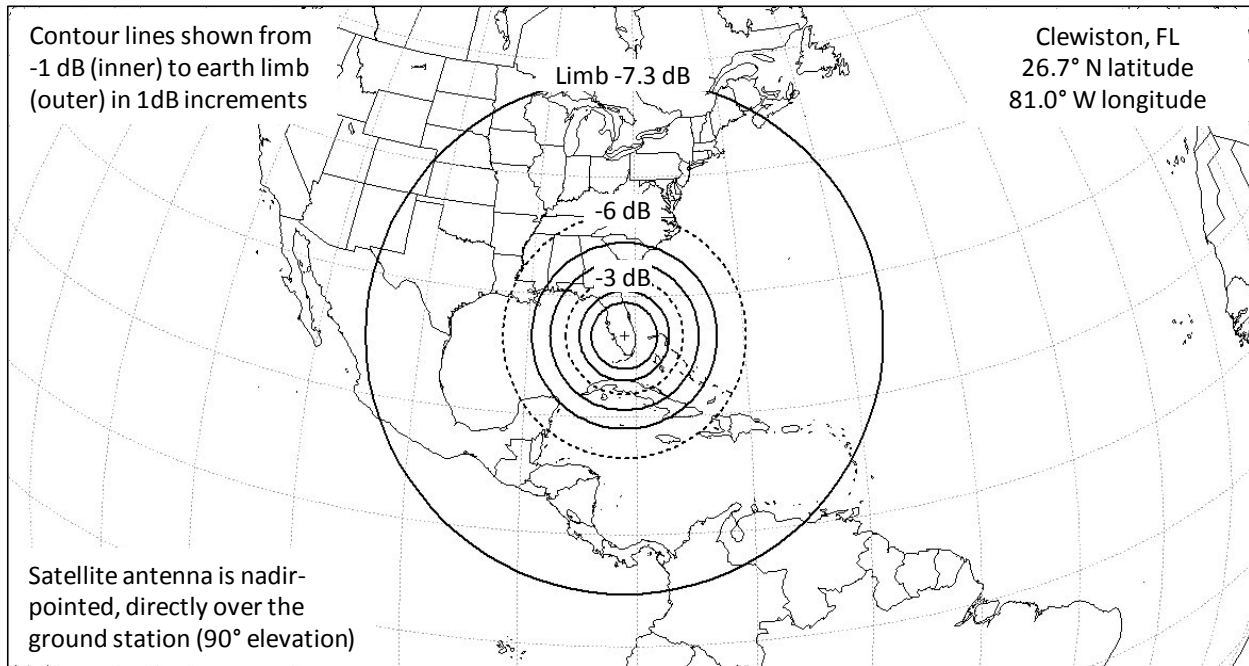 Contour lines shown from
-1 dB (inner) to earth limb
(outer) in 1dB increments
Clewiston, FL
26.7° N latitude
81.0° W longitude
Limb -7.3 dB
-6 dB
-3 dB
Satellite antenna is nadir-
pointed, directly over the
ground station (90° elevation)